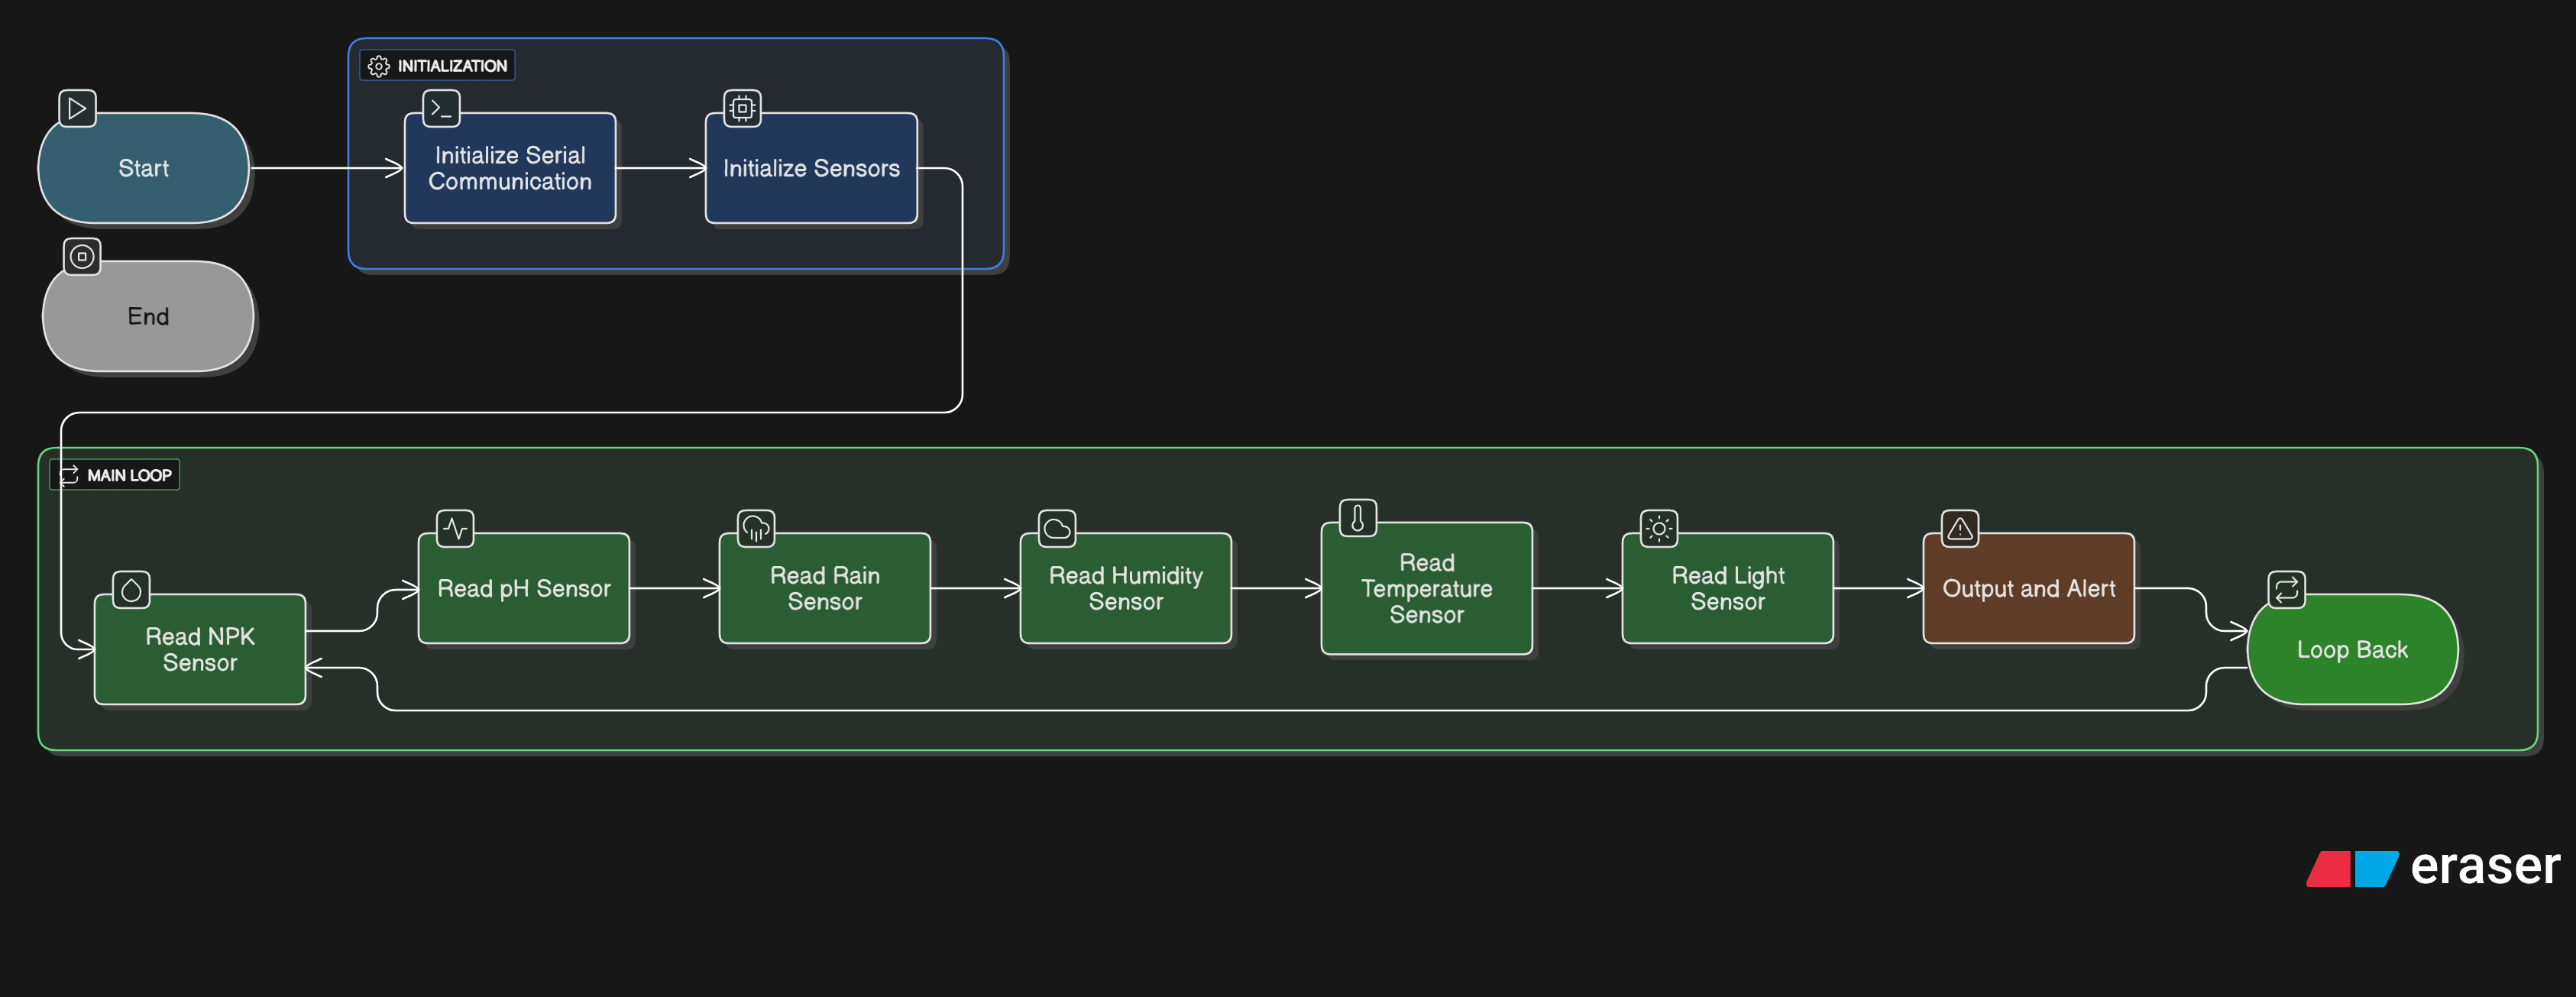 INITIALIZATION
Start
Initialize Serial
Communication
Initialize Sensors
End
MAIN LOOP
Read NPK
Sensor
Read pH Sensor
Read Rain
Sensor
Read Humidity
Sensor
Read
Temperature
Sensor
Read Light
Sensor
Output and Alert
Loop Back
eraser